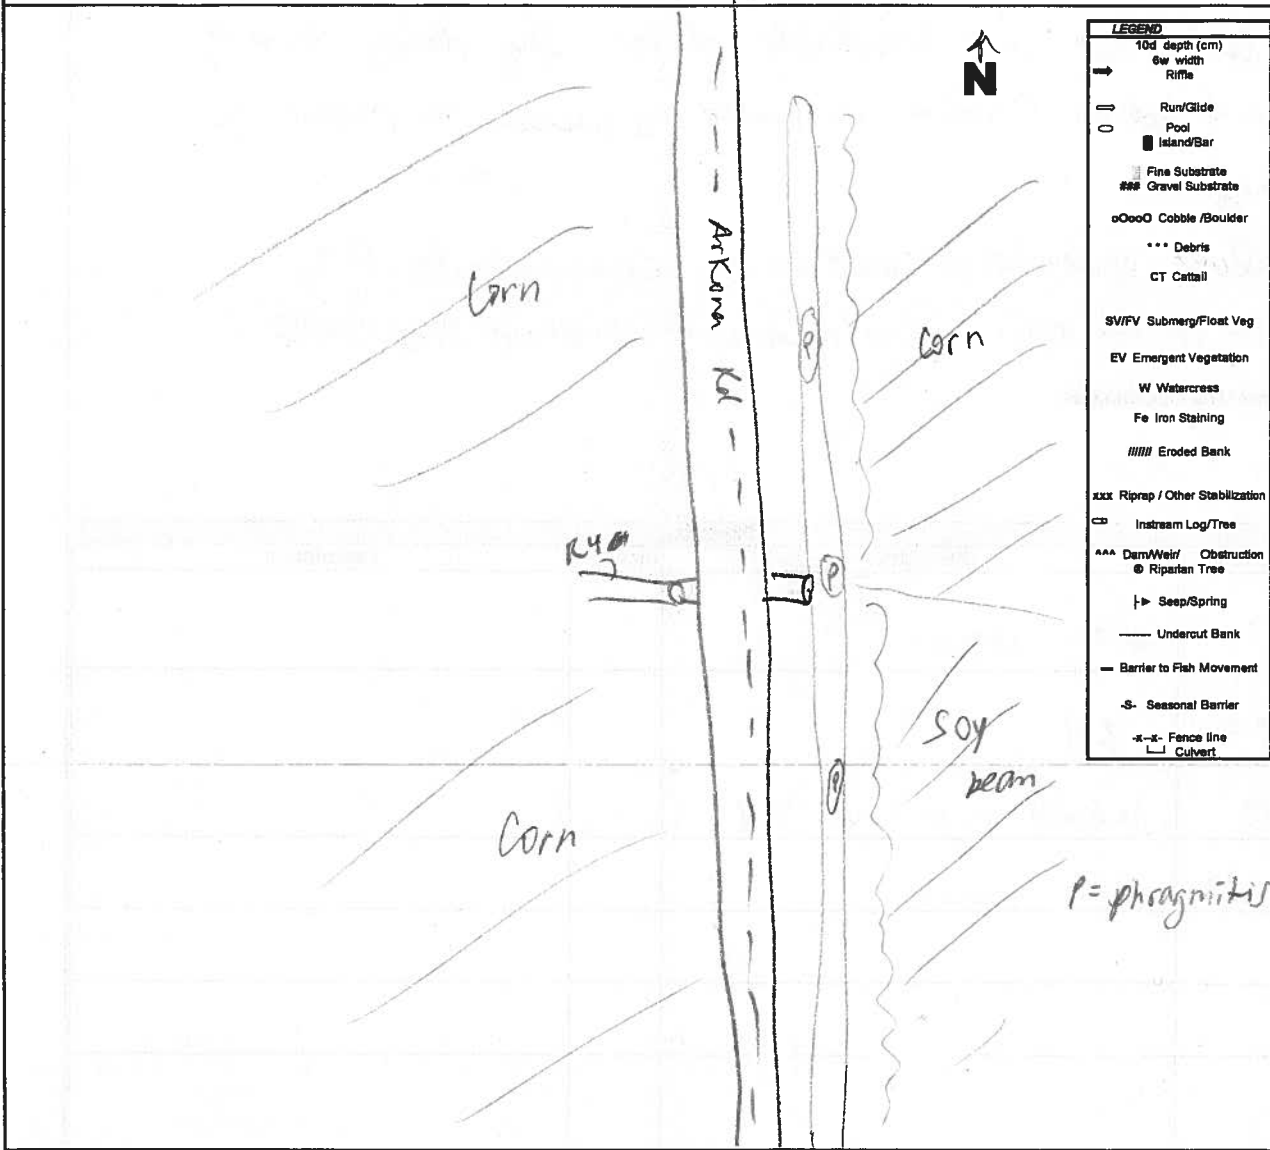 N
LEGEND
10d depth (cm)
6w width
Riffle
Run/Glide
Pool
Island/Bar
Fine Substrate
### Gravel Substrate
oOooO Cobble /Boulder
*** Debris
CT Cattail
SV/FV Submerg/Float Veg
EV Emergent Vegetation
W Watercress
Fe Iron Staining
////// Eroded Bank
xxx Riprap / Other Stabilization
Instream Log/Tree
^^^ Dam/Weir/ Obstruction
Riparian Tree
Seep/Spring
Undercut Bank
Barrier to Fish Movement
-S- Seasonal Barrier
-x-x- Fence line
Culvert
Arkona Rd
Corn
Corn
P
P
P
Soy
bean
Corn
P = phragmitis